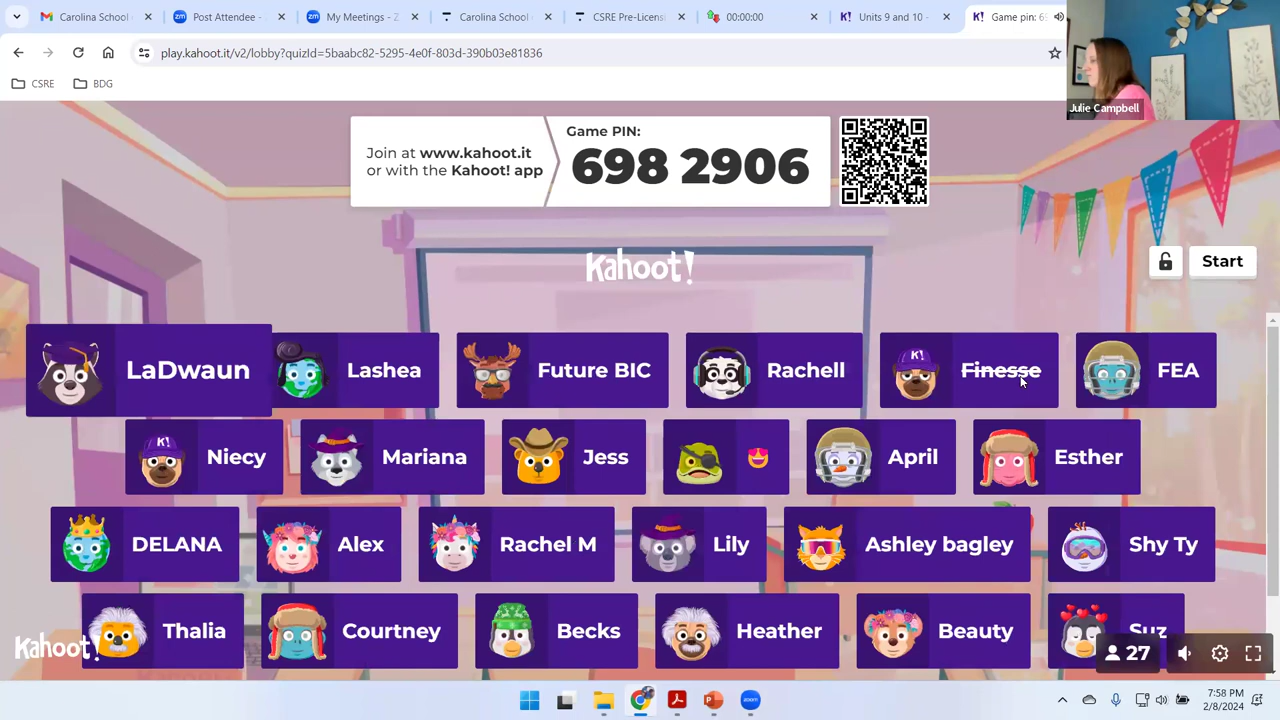 Carolina School
Post Attendee -
My Meetings - Z
Carolina School
CSRE Pre-Licens
00:00:00
Units 9 and 10 -
Game pin: 69
play.kahoot.it/v2/lobby?quizId=5baabc82-5295-4e0f-803d-390b03e81836
CSRE
BDG
Julie Campbell
Join at www.kahoot.it
or with the Kahoot! app
Game PIN:
698 2906
Kahoot!
Start
LaDwaun
Lashea
Future BIC
Rachell
Finesse
FEA
Niecy
Mariana
Jess
April
Esther
DELANA
Alex
Rachel M
Lily
Ashley bagley
Shy Ty
Thalia
Courtney
Becks
Heather
Beauty
Suz
Kahoot!
27
7:58 PM
2/8/2024